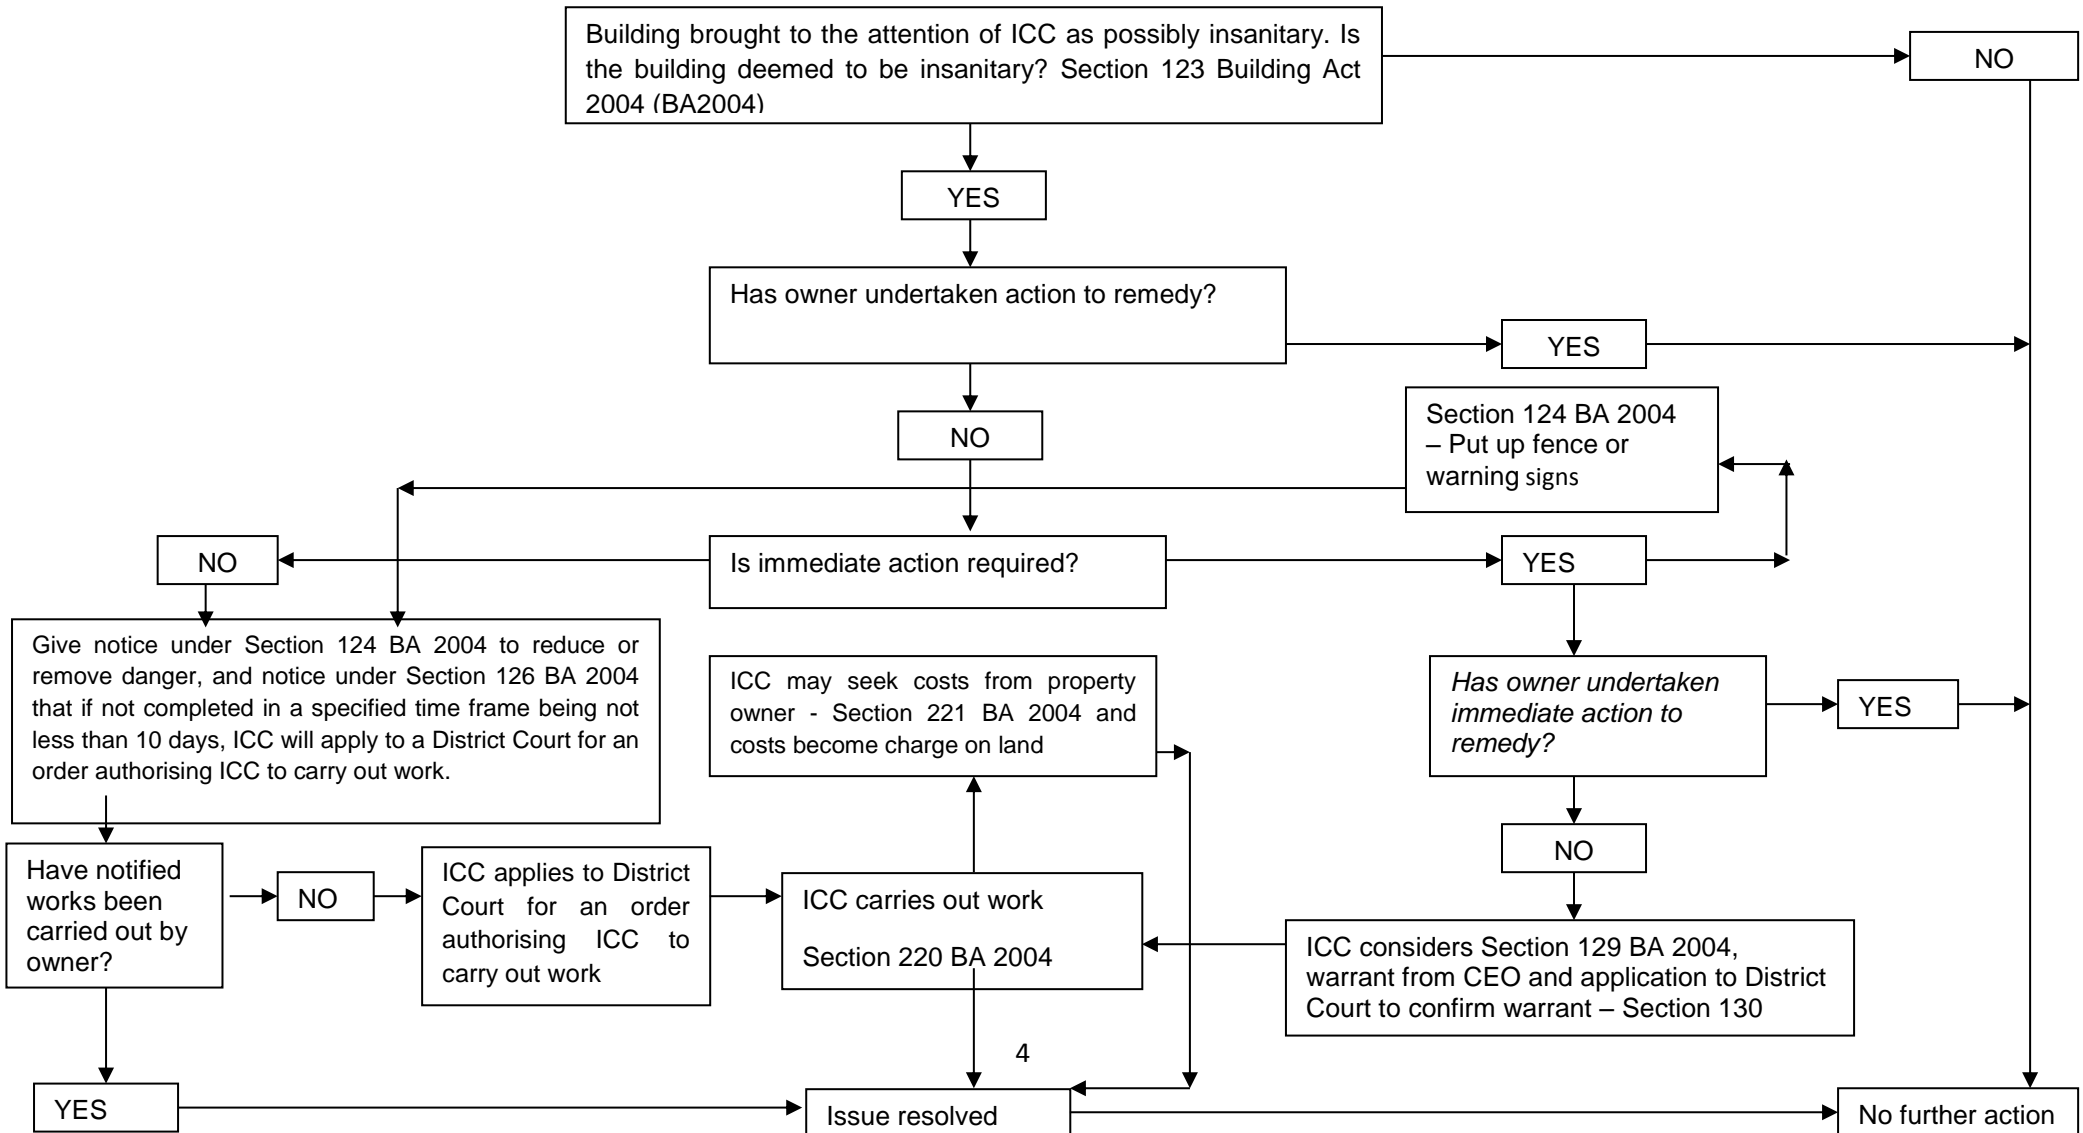 Building brought to the attention of ICC as possibly insanitary. Is
the building deemed to be insanitary? Section 123 Building Act
2004 (BA2004)
NO
YES
Has owner undertaken action to remedy?
YES
NO
Section 124 BA 2004
– Put up fence or
warning signs
NO
Is immediate action required?
YES
Give notice under Section 124 BA 2004 to reduce or
remove danger, and notice under Section 126 BA 2004
that if not completed in a specified time frame being not
less than 10 days, ICC will apply to a District Court for an
order authorising ICC to carry out work.
ICC may seek costs from property
owner - Section 221 BA 2004 and
costs become charge on land
Has owner undertaken
immediate action to
remedy?
YES
NO
Have notified
works been
carried out by
owner?
NO
ICC applies to District
Court for an order
authorising ICC to
carry out work
ICC carries out work
Section 220 BA 2004
ICC considers Section 129 BA 2004,
warrant from CEO and application to District
Court to confirm warrant – Section 130
4
YES
Issue resolved
No further action